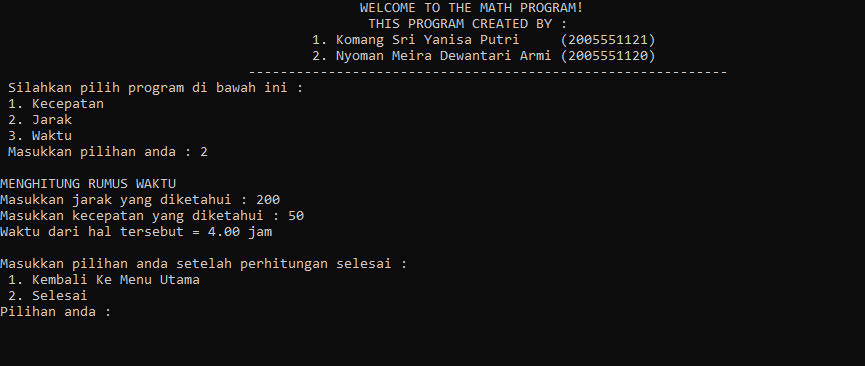 WELCOME TO THE MATH PROGRAM!
THIS PROGRAM CREATED BY :
1. Komang Sri Yanisa Putri     (2005551121)
2. Nyoman Meira Dewantari Armi (2005551120)
------------------------------------------------------------
Silahkan pilih program di bawah ini :
1. Kecepatan
2. Jarak
3. Waktu
Masukkan pilihan anda : 2
MENGHITUNG RUMUS WAKTU
Masukkan jarak yang diketahui : 200
Masukkan kecepatan yang diketahui : 50
Waktu dari hal tersebut = 4.00 jam
Masukkan pilihan anda setelah perhitungan selesai :
1. Kembali Ke Menu Utama
2. Selesai
Pilihan anda :